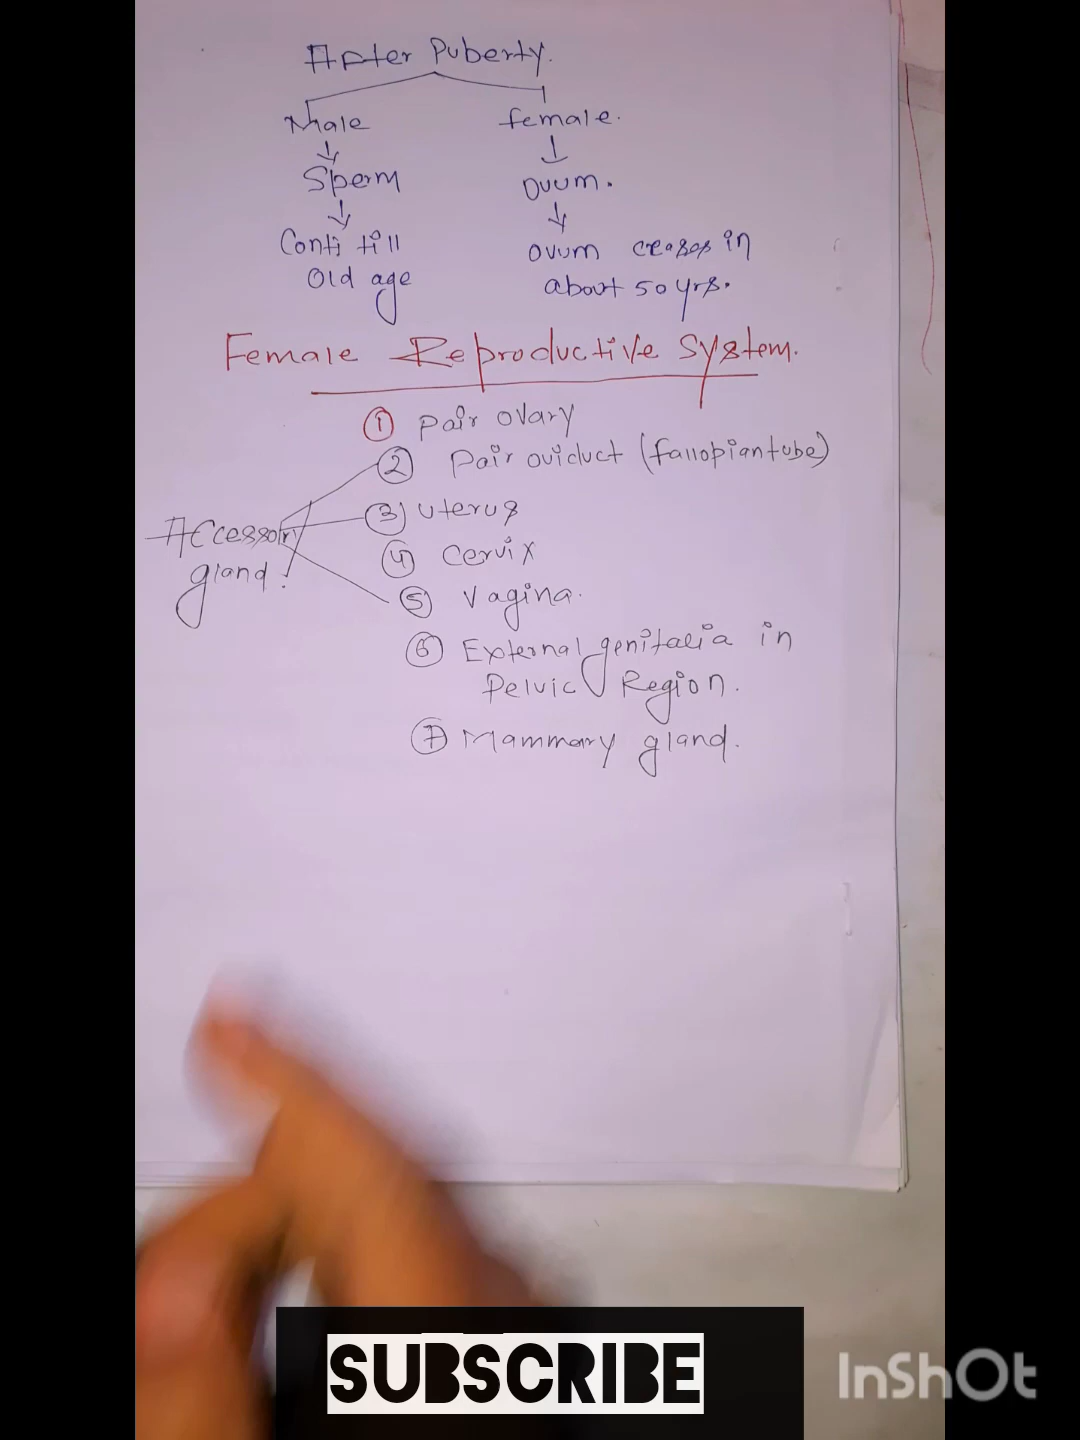 After Puberty.
Male
female.
Sperm
Ovum.
Conti till
old age
ovum ceases in
about 50 yrs.
Female Reproductive system.
① Pair ovary
② Pair oviduct (fallopian tube)
③ uterus
Accessory
gland!
④ cervix
⑤ Vagina.
⑥ External genitalia in
Pelvic Region.
⑦ Mammary gland.
SUBSCRIBE
InShOt